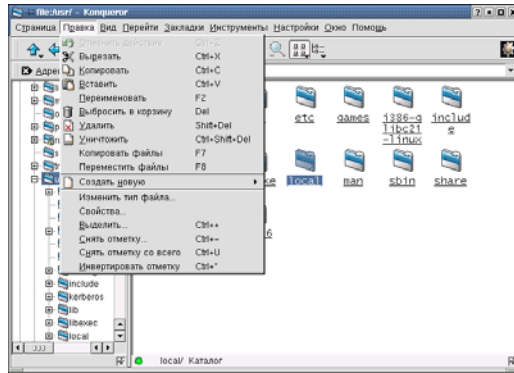 file:/usr/ - Konqueror
Страница Правка Вид Перейти Закладки Инструменты Настройки Окно Помощь
Отменить действие Ctrl+Z
Вырезать Ctrl+X
Копировать Ctrl+C
Вставить Ctrl+V
Переименовать F2
Выбросить в корзину Del
Удалить Shift+Del
Уничтожить Ctrl+Shift+Del
Копировать файлы F7
Переместить файлы F8
Создать новую
Изменить тип файла...
Свойства...
Выделить... Ctrl++
Снять отметку... Ctrl+-
Снять отметку со всего Ctrl+U
Инвертировать отметку Ctrl+*
etc games i386-glibc21-linux include
local man sbin share
include
kerberos
lib
libexec
local
local/ Каталог